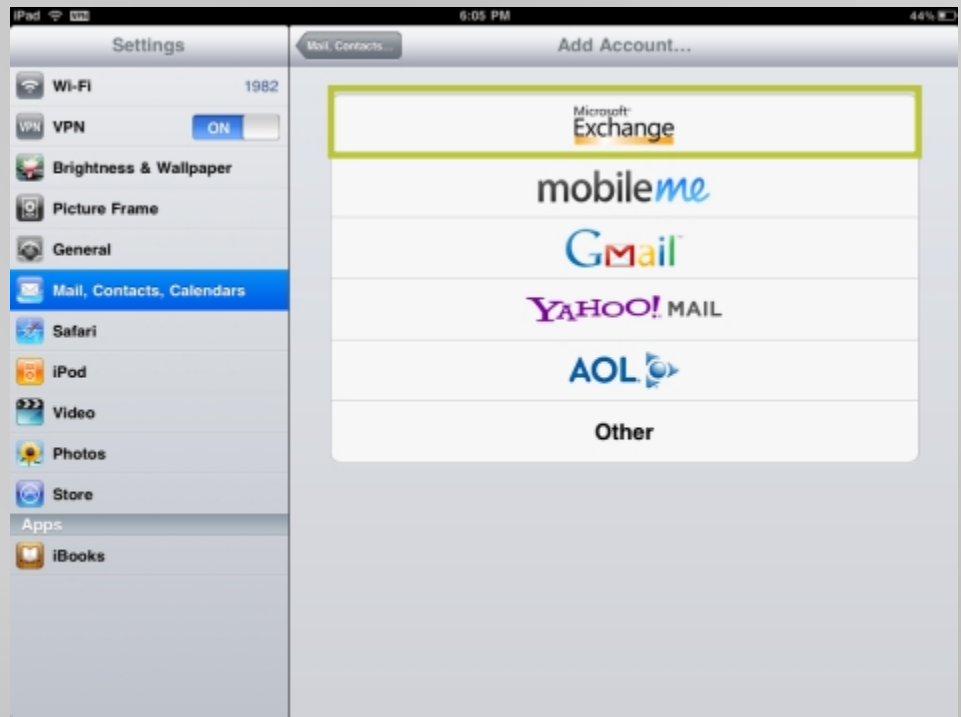 iPad VPN 6:05 PM 44%
Settings
Mail, Contacts...
Add Account...
Wi-Fi 1982
VPN VPN ON
Brightness & Wallpaper
Picture Frame
General
Mail, Contacts, Calendars
Safari
iPod
Video
Photos
Store
Apps
iBooks
Microsoft
Exchange
mobileme
GMail
YAHOO! MAIL
AOL
Other